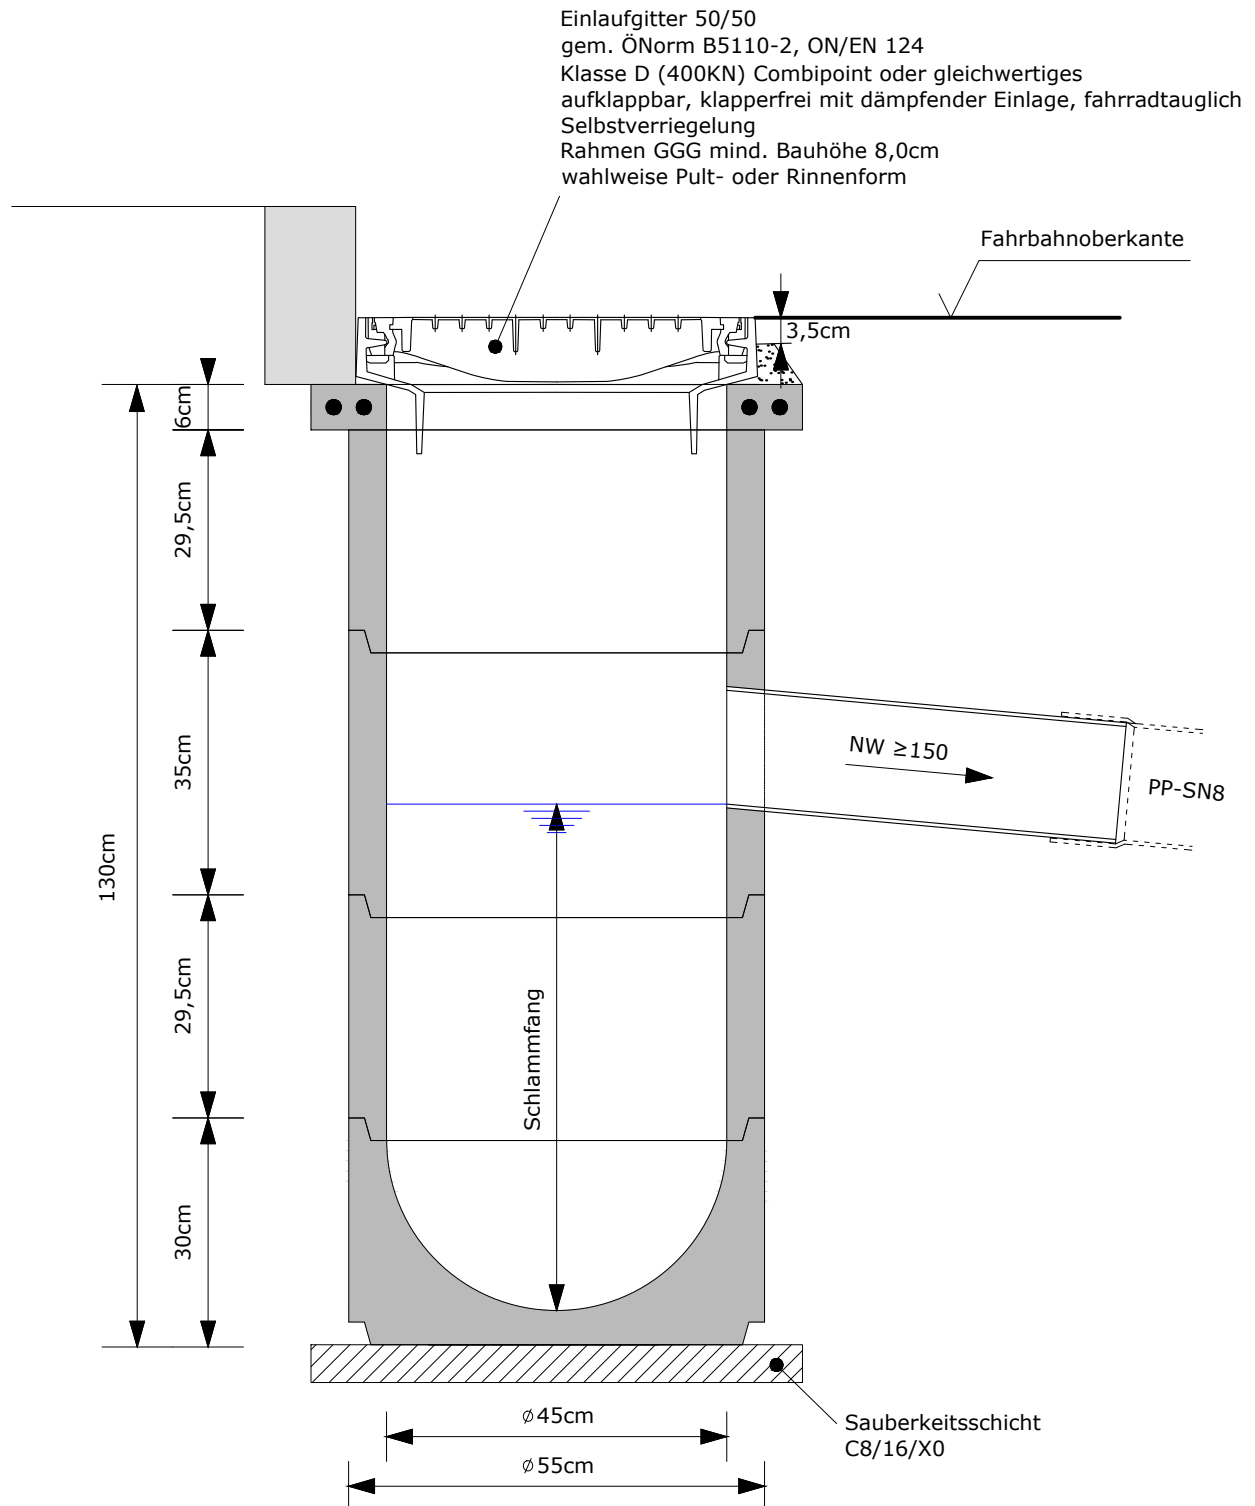 Einlaufgitter 50/50
gem. ÖNorm B5110-2, ON/EN 124
Klasse D (400KN) Combipoint oder gleichwertiges
aufklappbar, klapperfrei mit dämpfender Einlage, fahrradtauglich
Selbstverriegelung
Rahmen GGG mind. Bauhöhe 8,0cm
wahlweise Pult- oder Rinnenform
Fahrbahnoberkante
3,5cm
6cm
29,5cm
35cm
NW ≥150
PP-SN8
130cm
29,5cm
Schlammfang
30cm
⌀45cm
⌀55cm
Sauberkeitsschicht
C8/16/X0